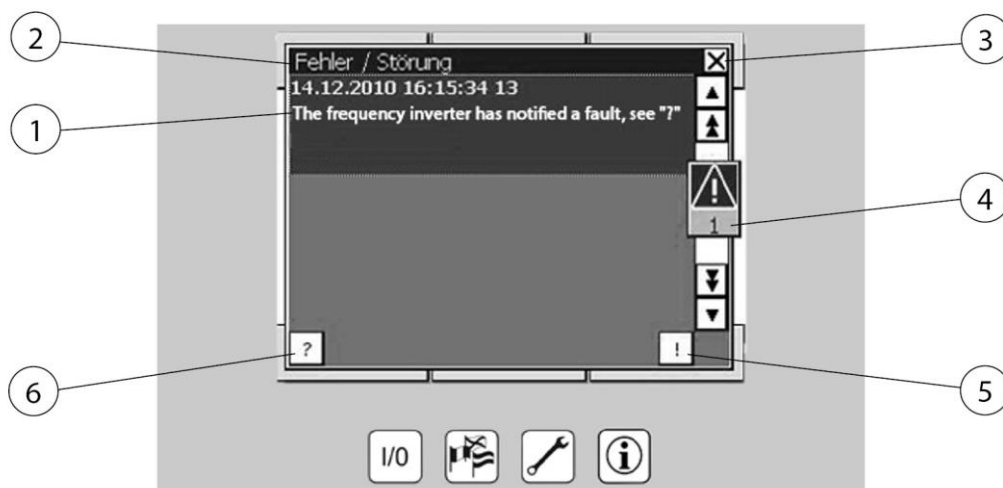 2
3
Fehler / Störung
14.12.2010 16:15:34 13
1
The frequency inverter has notified a fault, see "?"
4
1
?
!
6
5
I/0
i